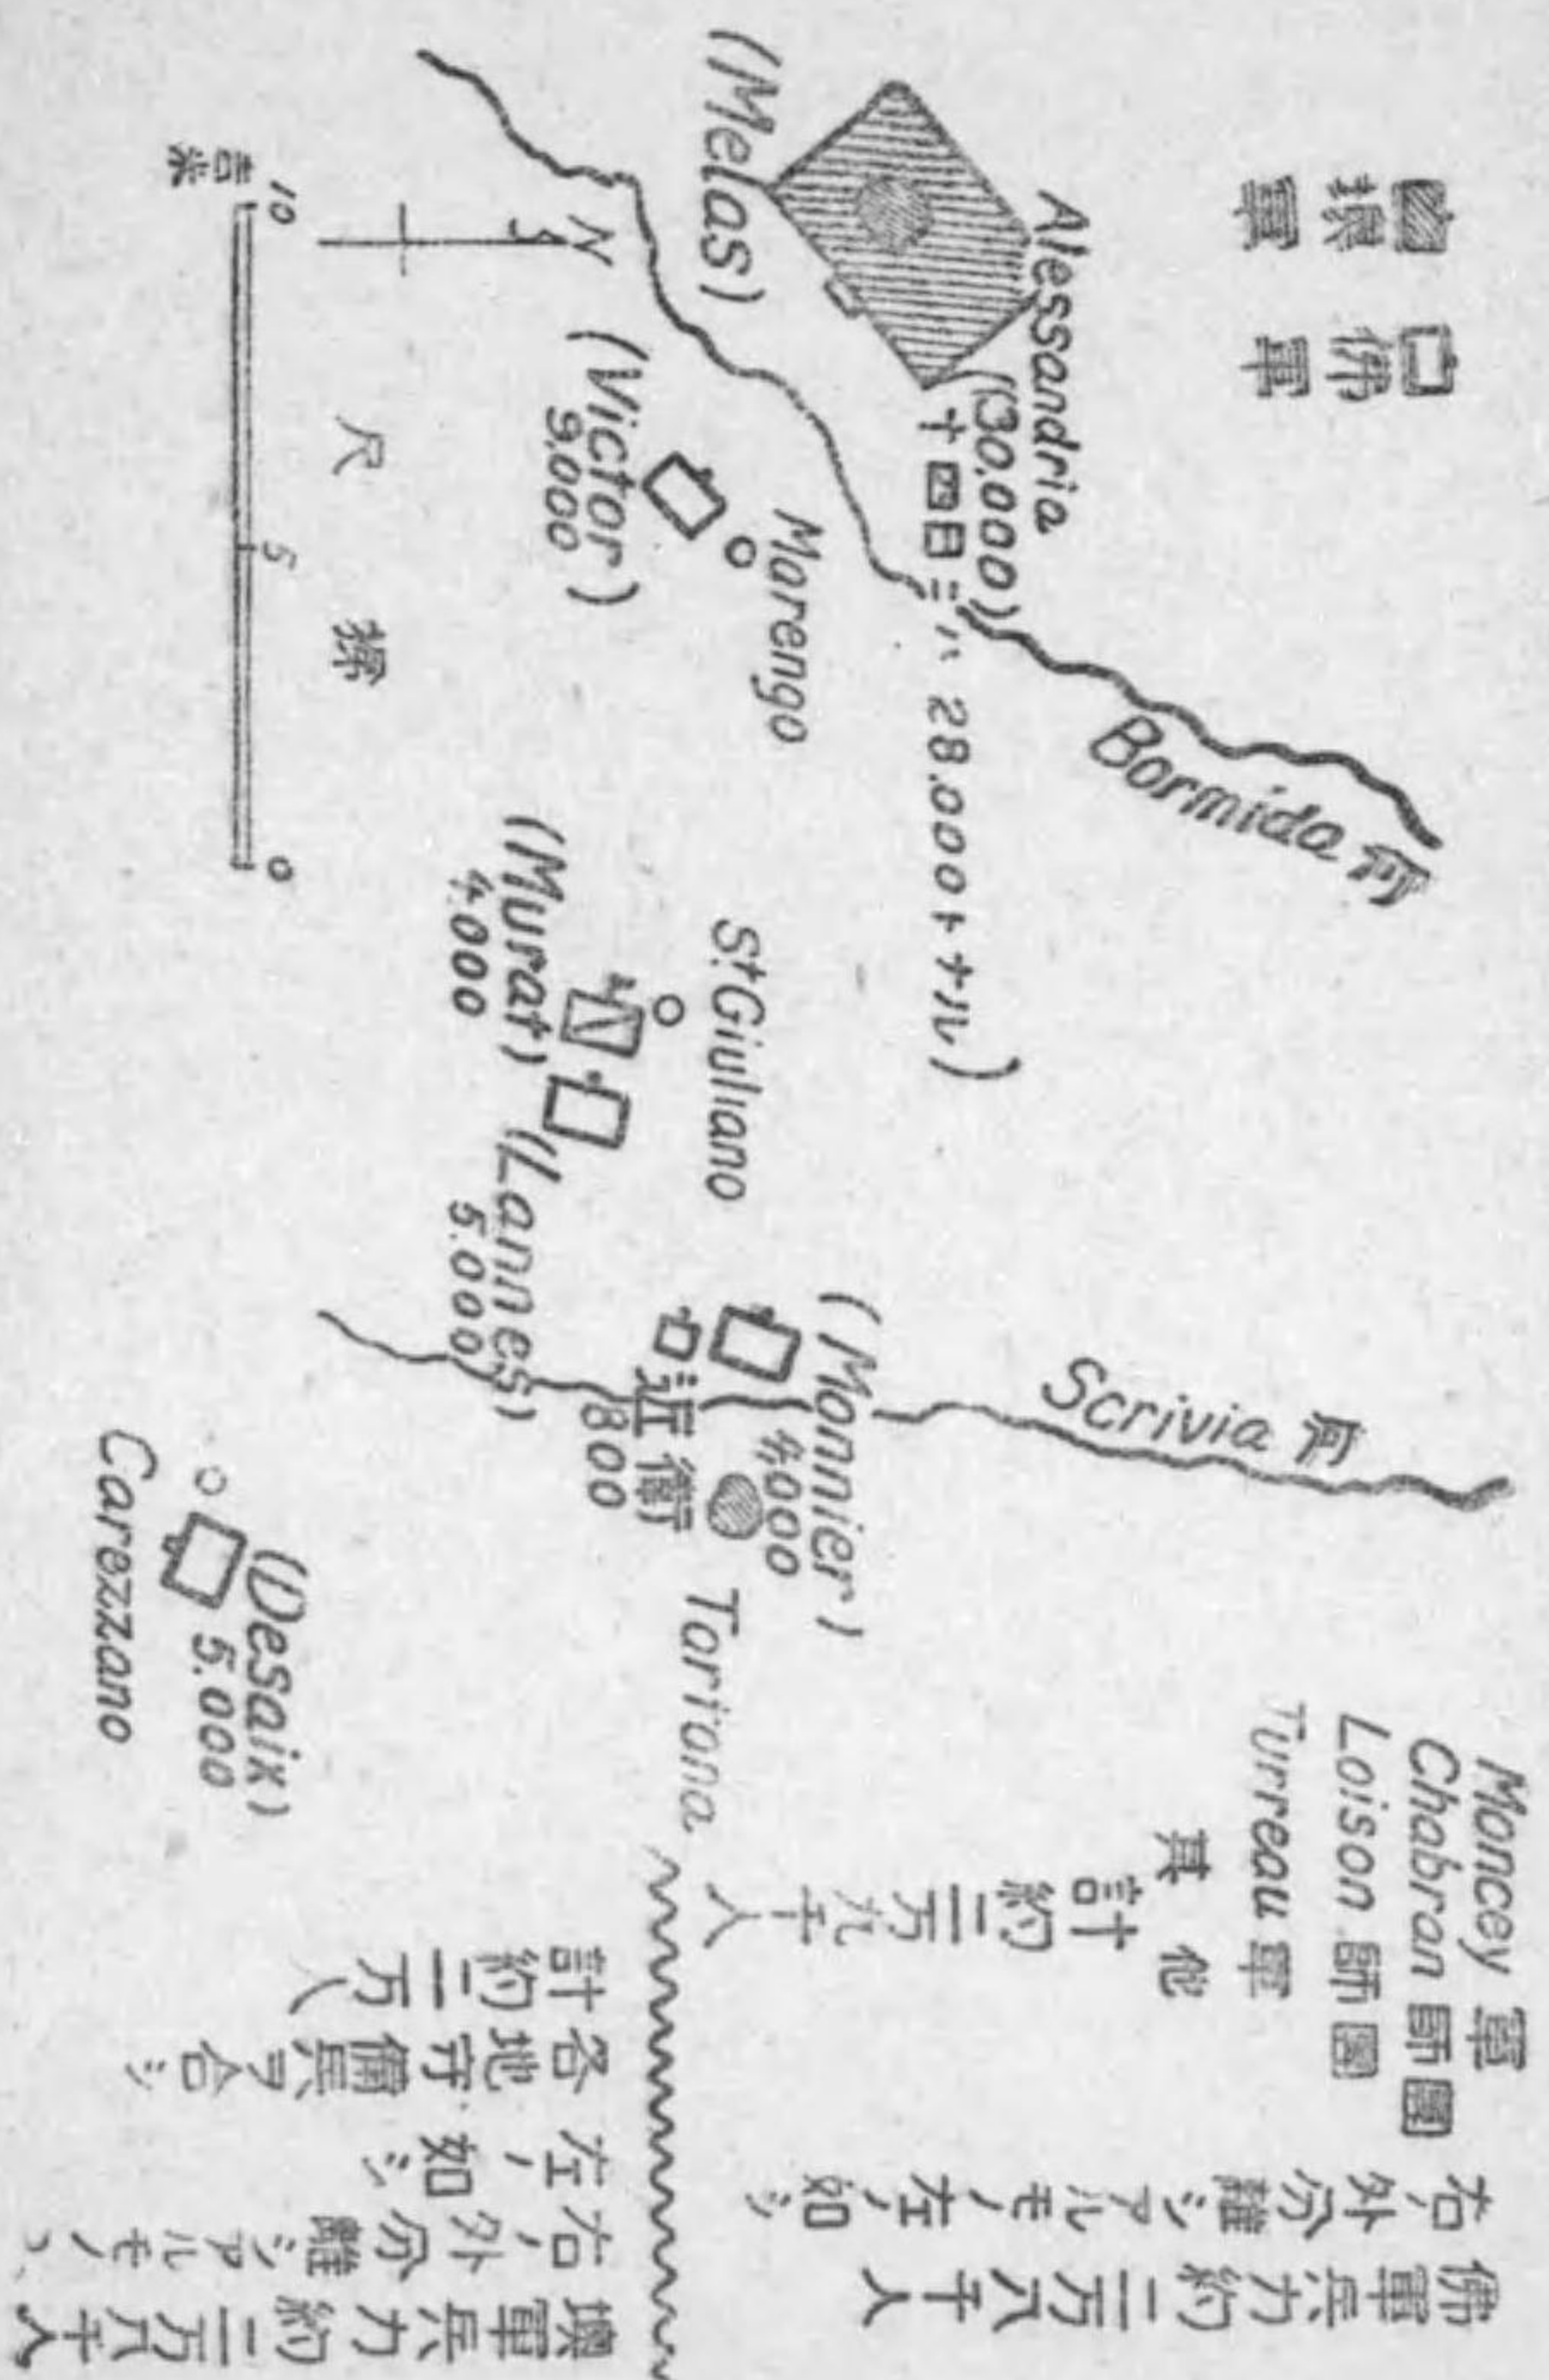 佛軍兵力約二万八千人
右ノ外分離シアルモノ左ノ如シ
Moncey 軍
Chabran 師團
Loison 師團
Turreau 軍
其他
計約二万九千人
墺軍兵力約二万八千人
右ノ外分離シアルモノヽ
左ノ如シ
各地守備兵ヲ合シ
計約二万人
佛軍
墺軍
Alessandria
(30.000)
十四日ニハ 28.000トナル)
(Melas)
Bormida 河
Scrivia 河
Marengo
(Victor)
9.000
St Giuliano
(Murat)
4.000
(Lannes)
5.000
(Monnier)
4.000
近衛
800
Tortona
(Desaix)
5.000
Carezzano
N
梯尺
10 5 0
吉米